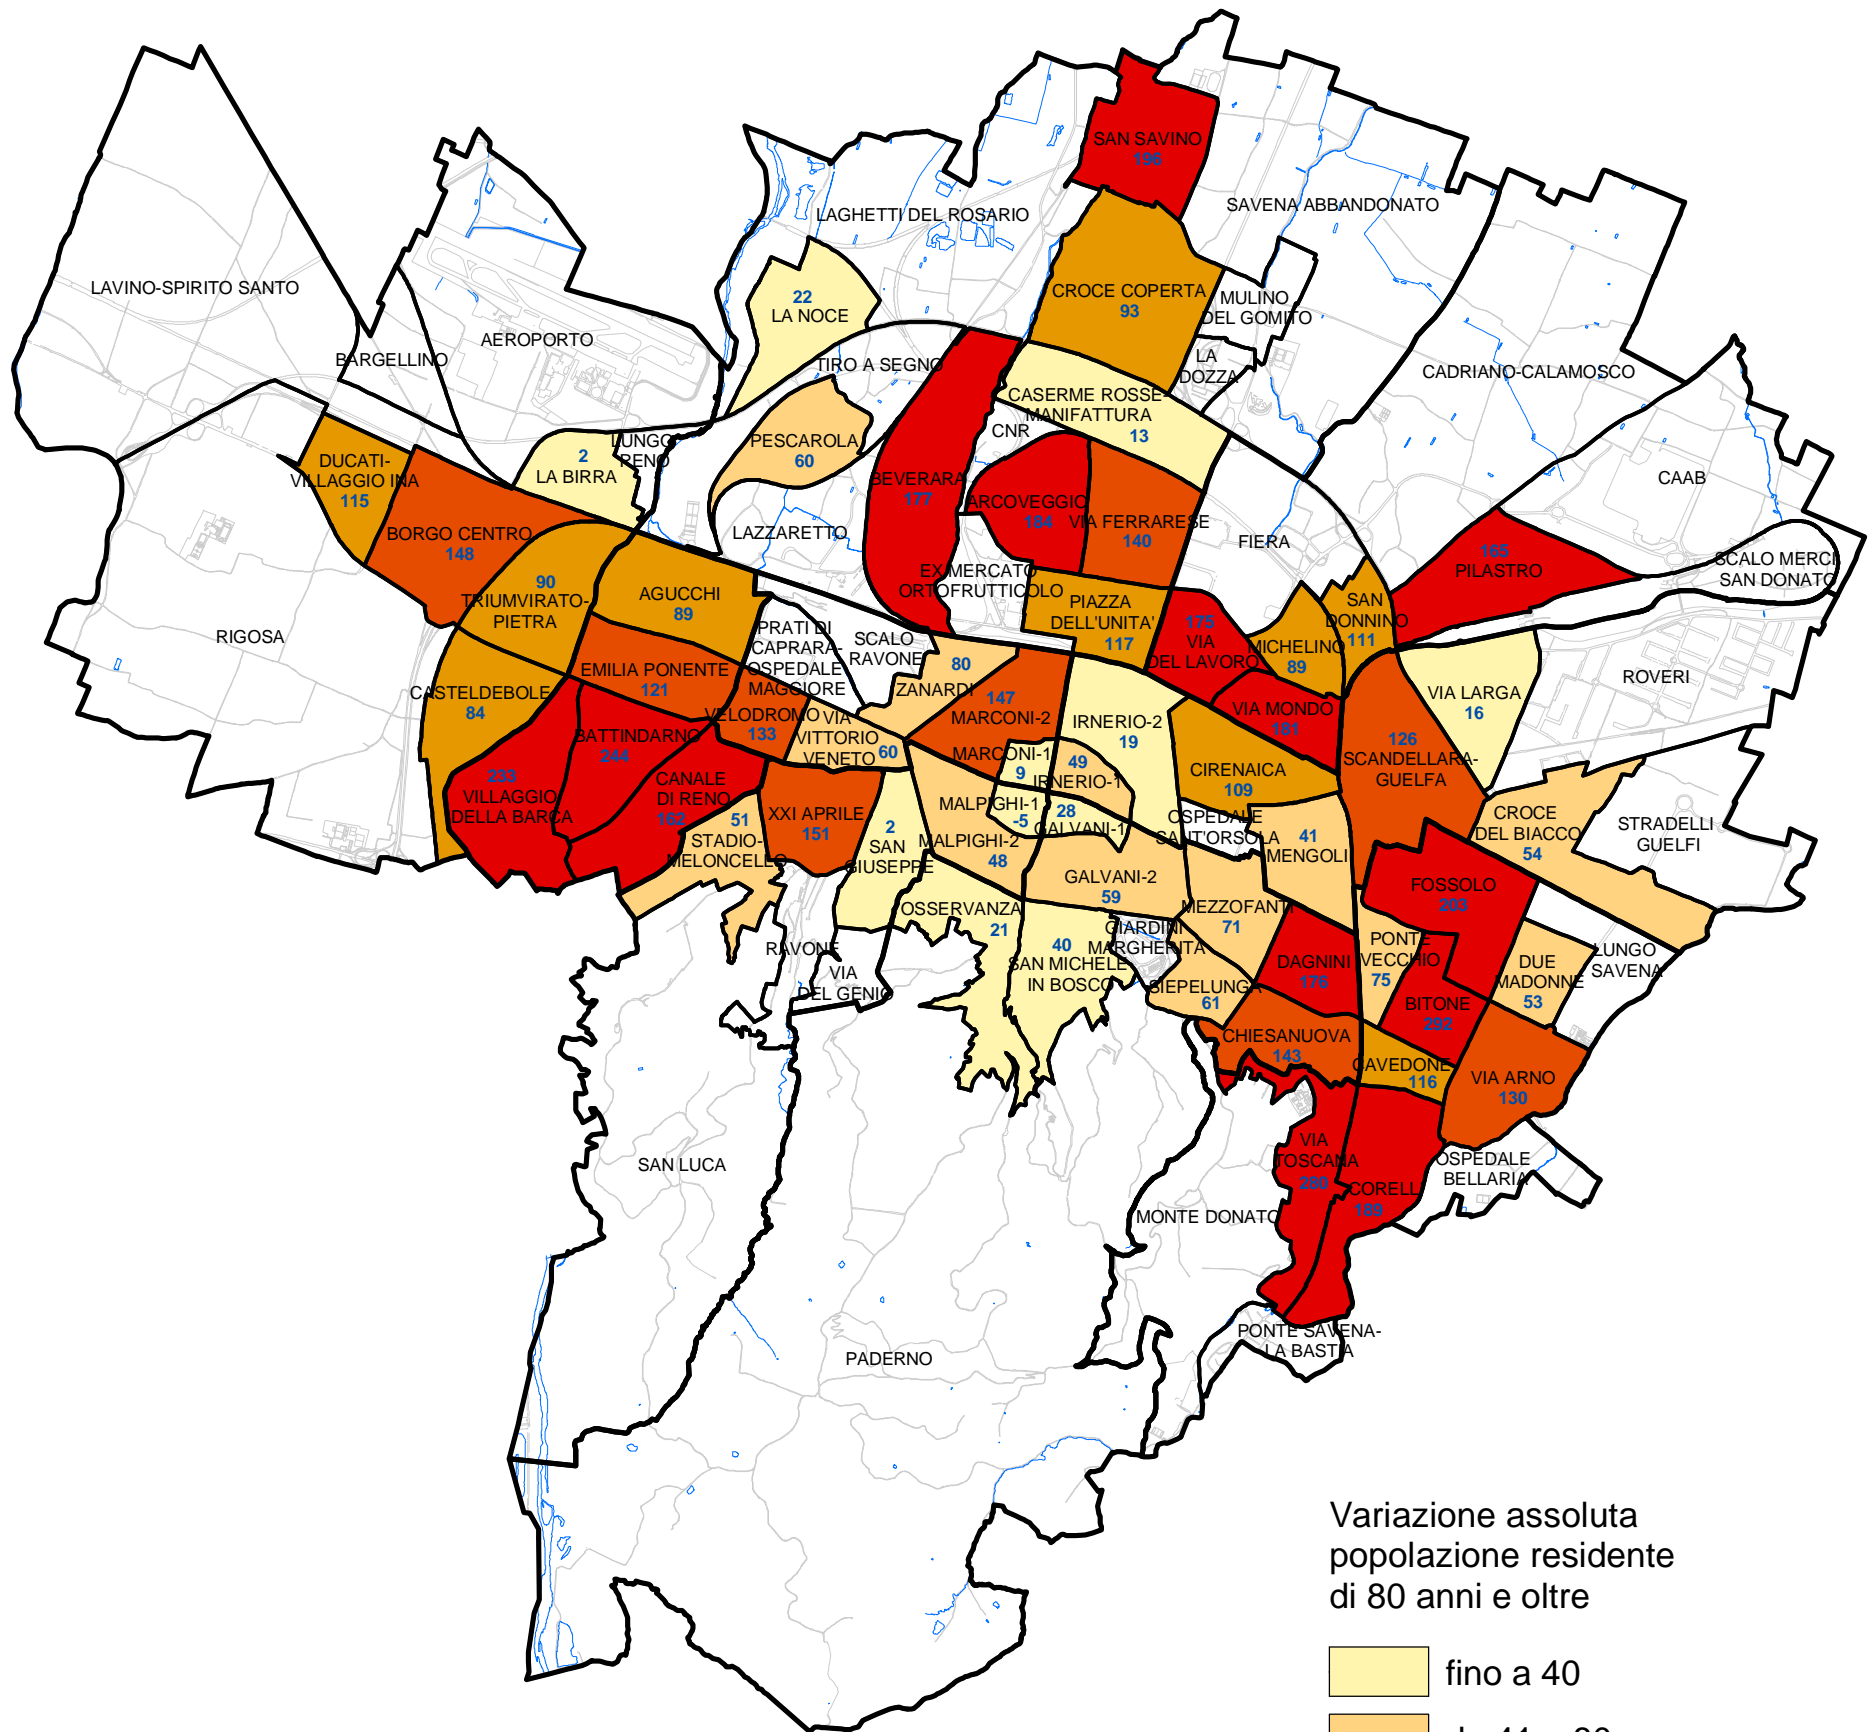 SAN SAVINO
196
LAGHETTI DEL ROSARIO
SAVENA ABBANDONATO
LAVINO-SPIRITO SANTO
22
LA NOCE
CROCE COPERTA
93
MULINO
DEL GOMITO
AEROPORTO
BARGELLINO
TIRO A SEGNO
LA
DOZZA
CADRIANO-CALAMOSCO
CASERME ROSSE-
MANIFATTURA
13
CNR
LUNGO
RENO
PESCAROLA
60
2
LA BIRRA
DUCATI-
VILLAGGIO INA
115
BEVERARA
177
CAAB
ARCOVEGGIO
184
VIA FERRARESE
140
BORGO CENTRO
148
LAZZARETTO
FIERA
165
PILASTRO
SCALO MERCI
SAN DONATO
EX MERCATO
ORTOFRUTTICOLO
90
TRIUMVIRATO-
PIETRA
AGUCCHI
89
PIAZZA
DELL'UNITA'
117
SAN
DONNINO
111
RIGOSA
PRATI DI
CAPRARA-
OSPEDALE
MAGGIORE
SCALO
RAVONE
175
VIA
DEL LAVORO
MICHELINO
89
EMILIA PONENTE
121
80
ZANARDI
ROVERI
CASTELDEBOLE
84
147
MARCONI-2
VIA LARGA
16
VELODROMO
133
VIA
VITTORIO
VENETO
60
IRNERIO-2
19
VIA MONDO
181
BATTINDARNO
244
MARCONI-1
9
49
IRNERIO-1
126
SCANDELLARA-
GUELFA
CIRENAICA
109
233
VILLAGGIO
DELLA BARCA
CANALE
DI RENO
162
MALPIGHI-1
-5
28
GALVANI-1
OSPEDALE
SANT'ORSOLA
XXI APRILE
151
51
STADIO-
MELONCELLO
2
SAN
GIUSEPPE
MALPIGHI-2
48
41
MENGOLI
CROCE
DEL BIACCO
54
STRADELLI
GUELFI
GALVANI-2
59
FOSSOLO
203
OSSERVANZA
21
MEZZOFANTI
71
GIARDINI
MARGHERITA
RAVONE
40
SAN MICHELE
IN BOSCO
PONTE
VECCHIO
75
LUNGO
SAVENA
DAGNINI
176
DUE
MADONNE
53
VIA
DEL GENIO
SIEPELUNGA
61
BITONE
292
CHIESANUOVA
143
CAVEDONE
116
VIA ARNO
130
SAN LUCA
VIA
TOSCANA
280
OSPEDALE
BELLARIA
CORELLI
189
MONTE DONATO
PONTE SAVENA-
LA BASTIA
PADERNO
Variazione assoluta
popolazione residente
di 80 anni e oltre
fino a 40